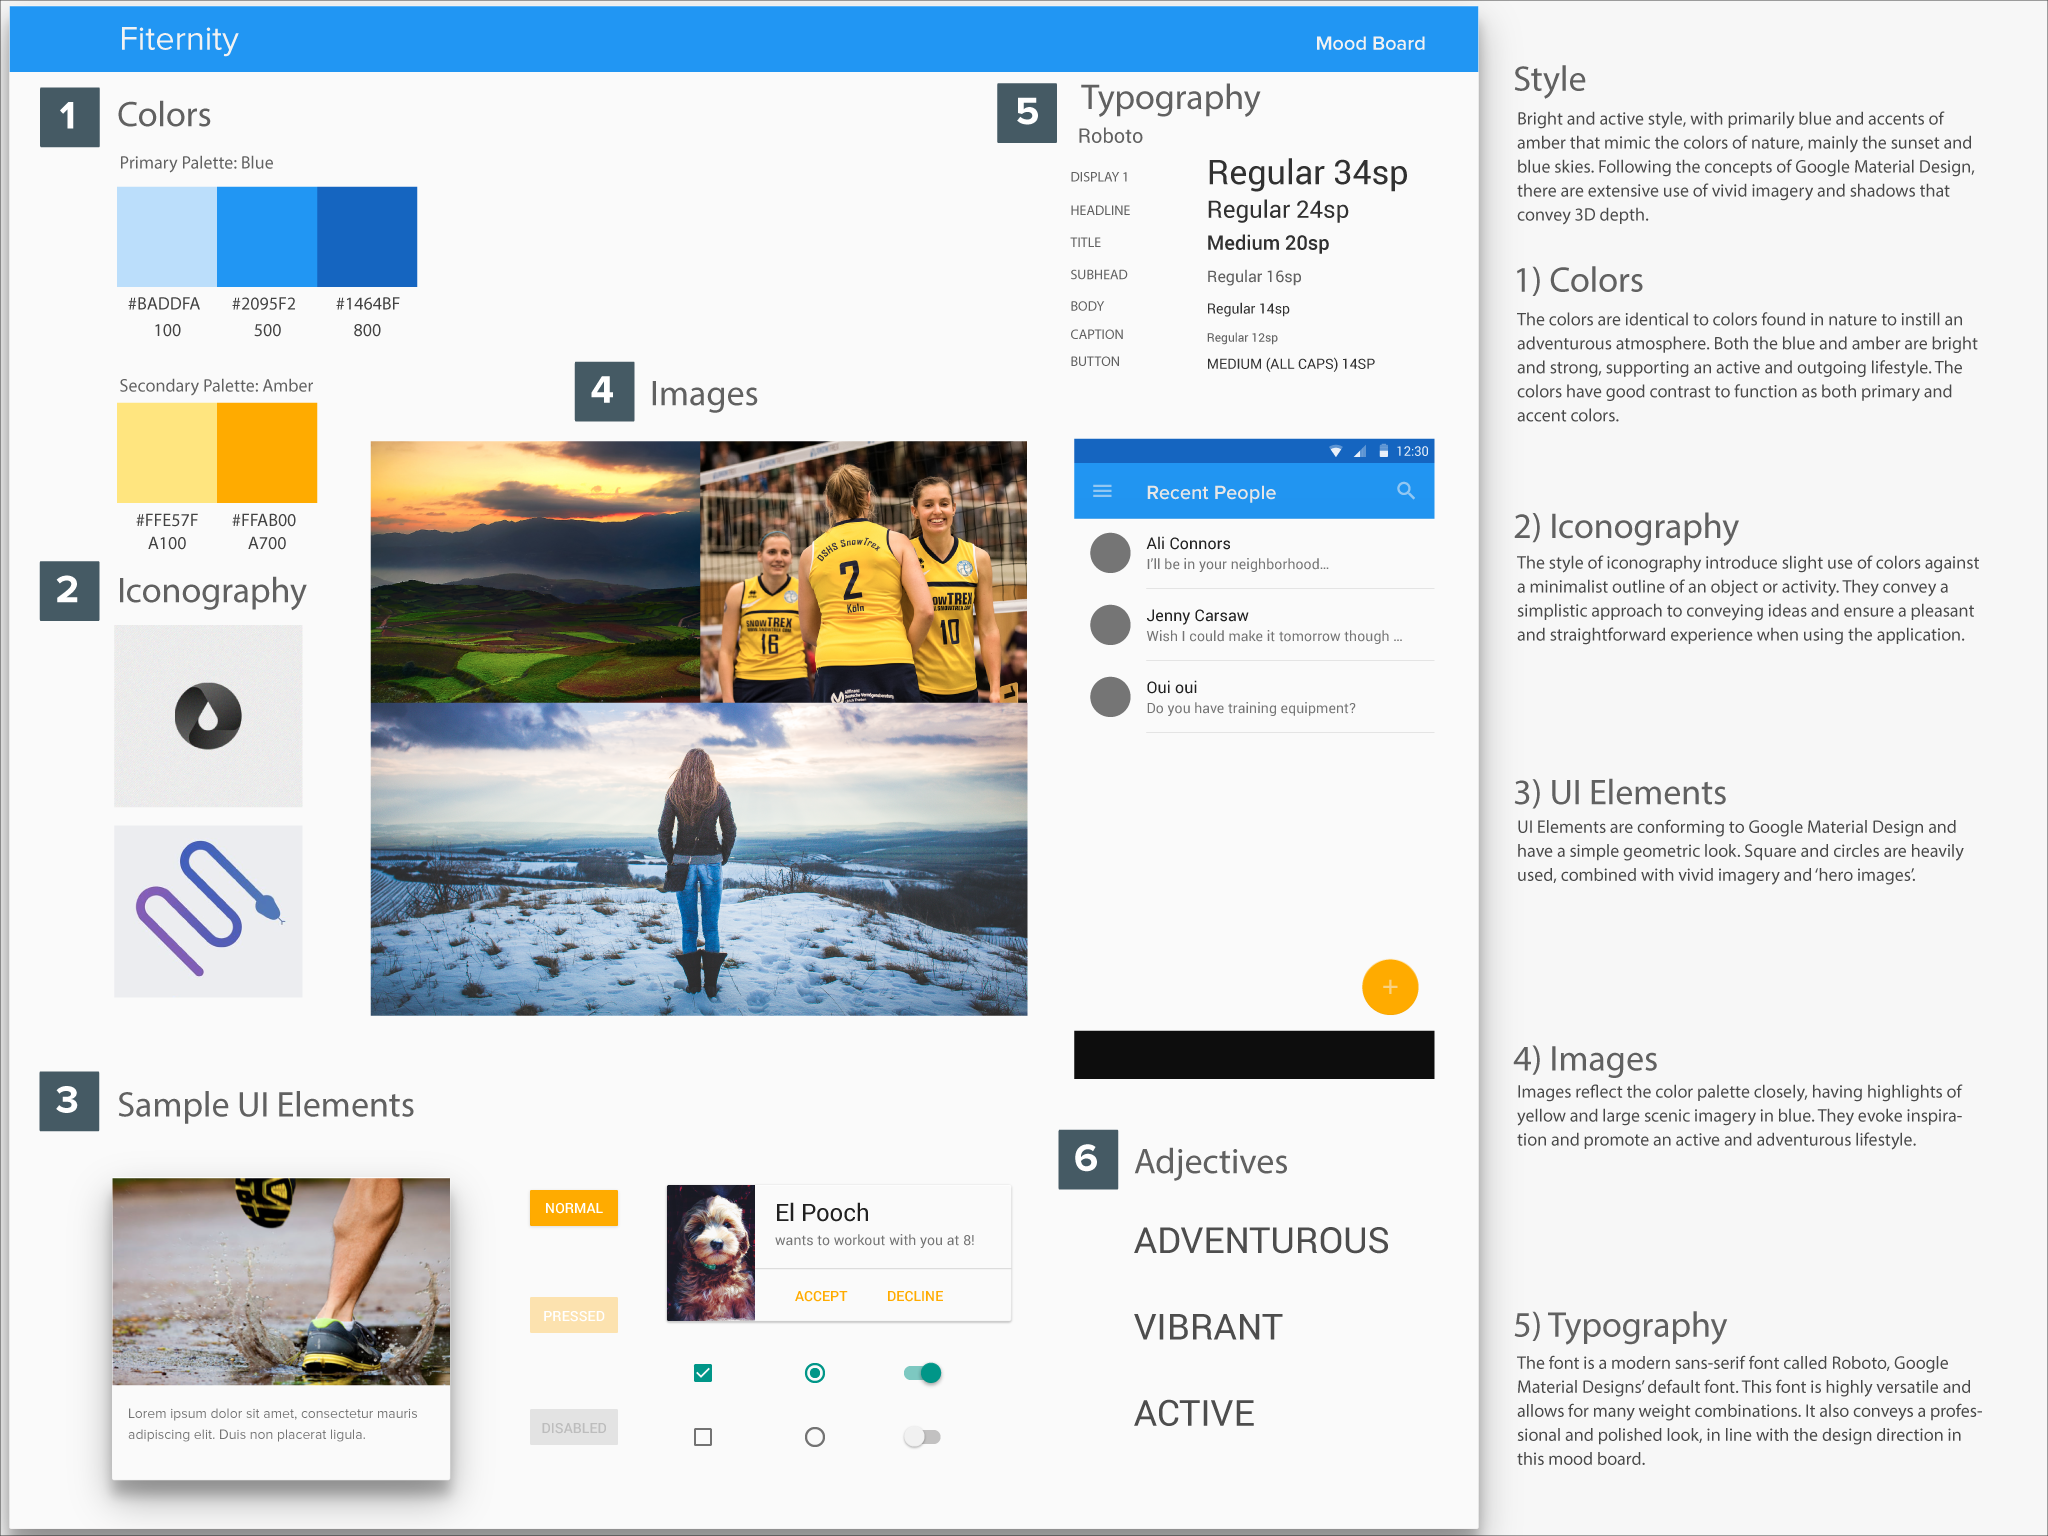 Fiternity
Mood Board
1
Colors
Primary Palette: Blue
#BADDFA
#2095F2
#1464BF
100
500
800
Secondary Palette: Amber
#FFE57F
#FFAB00
A100
A700
2
Iconography
3
Sample UI Elements
Lorem ipsum dolor sit amet, consectetur mauris
adipiscing elit. Duis non placerat ligula.
NORMAL
PRESSED
DISABLED
El Pooch
wants to workout with you at 8!
ACCEPT
DECLINE
4
Images
DSHS SnowTrex
2
Köln
SNOWTREX
16
SNOWTREX
10
5
Typography
Roboto
DISPLAY 1
Regular 34sp
HEADLINE
Regular 24sp
TITLE
Medium 20sp
SUBHEAD
Regular 16sp
BODY
Regular 14sp
CAPTION
Regular 12sp
BUTTON
MEDIUM (ALL CAPS) 14SP
12:30
Recent People
Ali Connors
I'll be in your neighborhood...
Jenny Carsaw
Wish I could make it tomorrow though ...
Oui oui
Do you have training equipment?
+
6
Adjectives
ADVENTUROUS
VIBRANT
ACTIVE
Style
Bright and active style, with primarily blue and accents of
amber that mimic the colors of nature, mainly the sunset and
blue skies. Following the concepts of Google Material Design,
there are extensive use of vivid imagery and shadows that
convey 3D depth.
1) Colors
The colors are identical to colors found in nature to instill an
adventurous atmosphere. Both the blue and amber are bright
and strong, supporting an active and outgoing lifestyle. The
colors have good contrast to function as both primary and
accent colors.
2) Iconography
The style of iconography introduce slight use of colors against
a minimalist outline of an object or activity. They convey a
simplistic approach to conveying ideas and ensure a pleasant
and straightforward experience when using the application.
3) UI Elements
UI Elements are conforming to Google Material Design and
have a simple geometric look. Square and circles are heavily
used, combined with vivid imagery and 'hero images'.
4) Images
Images reflect the color palette closely, having highlights of
yellow and large scenic imagery in blue. They evoke inspira-
tion and promote an active and adventurous lifestyle.
5) Typography
The font is a modern sans-serif font called Roboto, Google
Material Designs' default font. This font is highly versatile and
allows for many weight combinations. It also conveys a profes-
sional and polished look, in line with the design direction in
this mood board.